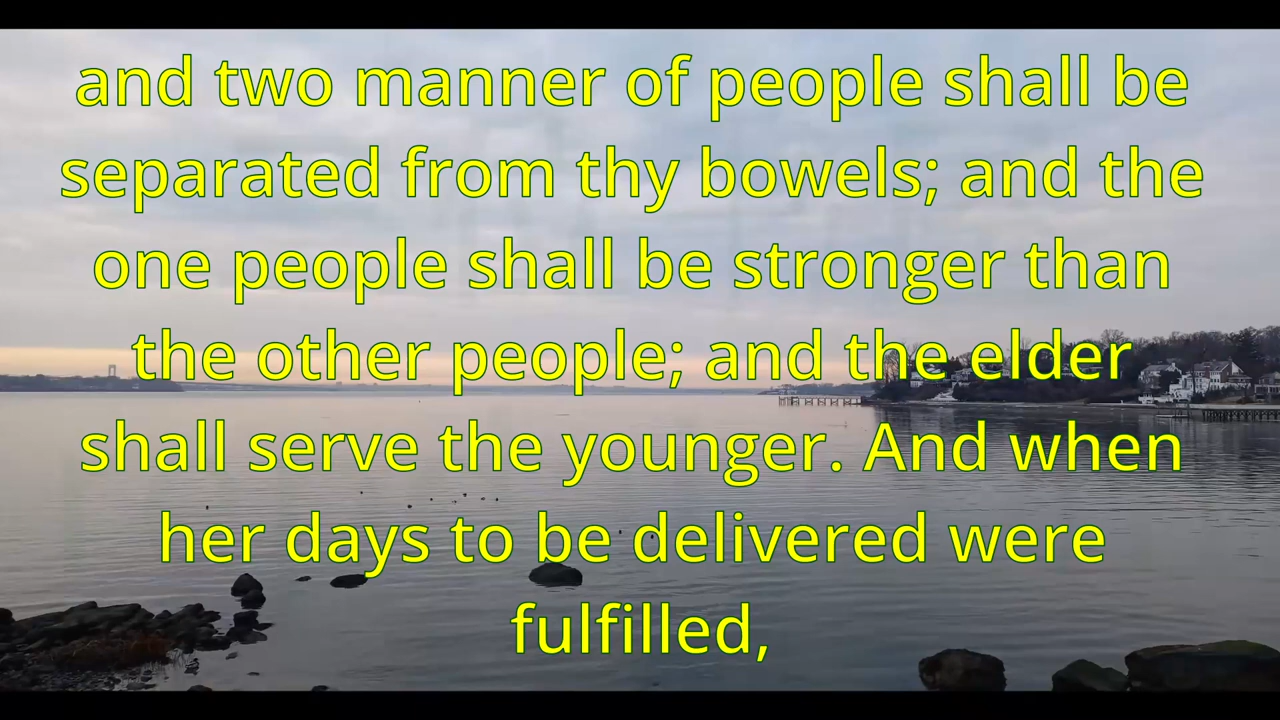 and two manner of people shall be
separated from thy bowels; and the
one people shall be stronger than
the other people; and the elder
shall serve the younger. And when
her days to be delivered were
fulfilled,